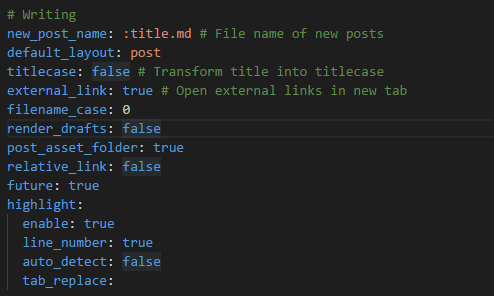 # Writing
new_post_name: :title.md # File name of new posts
default_layout: post
titlecase: false # Transform title into titlecase
external_link: true # Open external links in new tab
filename_case: 0
render_drafts: false
post_asset_folder: true
relative_link: false
future: true
highlight:
  enable: true
  line_number: true
  auto_detect: false
  tab_replace: